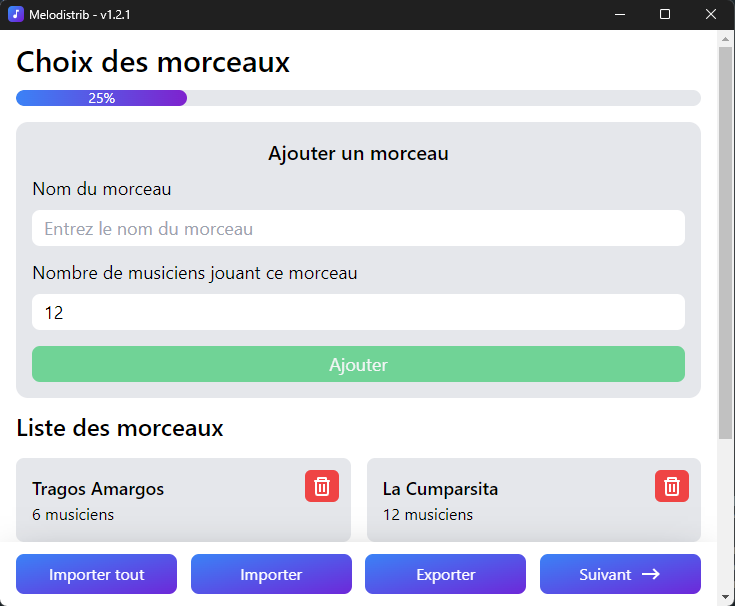 Melodistrib - v1.2.1
Choix des morceaux
25%
Ajouter un morceau
Nom du morceau
Entrez le nom du morceau
Nombre de musiciens jouant ce morceau
12
Ajouter
Liste des morceaux
Tragos Amargos
6 musiciens
La Cumparsita
12 musiciens
Importer tout
Importer
Exporter
Suivant →